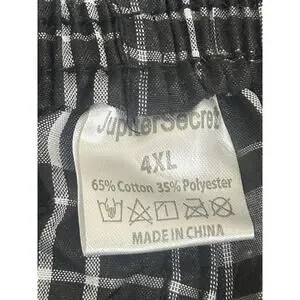 JupiterSecret
4XL
65% Cotton 35% Polyester
MADE IN CHINA